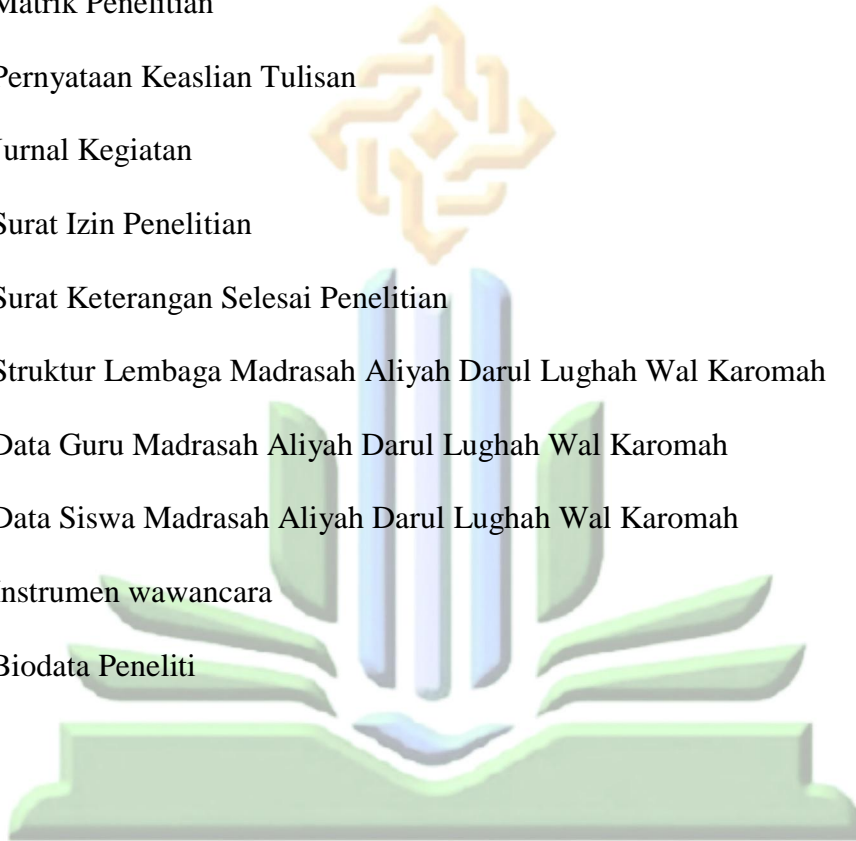 Matrik Penelitian
Pernyataan Keaslian Tulisan
Jurnal Kegiatan
Surat Izin Penelitian
Surat Keterangan Selesai Penelitian
Struktur Lembaga Madrasah Aliyah Darul Lughah Wal Karomah
Data Guru Madrasah Aliyah Darul Lughah Wal Karomah
Data Siswa Madrasah Aliyah Darul Lughah Wal Karomah
Instrumen wawancara
Biodata Peneliti